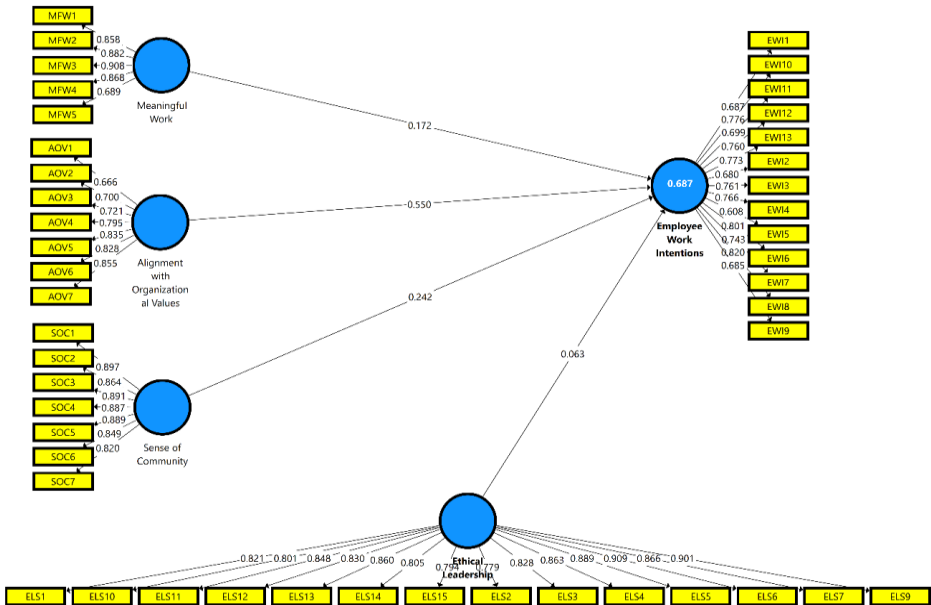 MFW1
MFW2
MFW3
MFW4
MFW5
0.858
0.882
0.908
0.868
0.689
Meaningful
Work
AOV1
AOV2
AOV3
AOV4
AOV5
AOV6
AOV7
0.666
0.700
0.721
0.795
0.835
0.828
0.855
Alignment
with
Organization
al Values
SOC1
SOC2
SOC3
SOC4
SOC5
SOC6
SOC7
0.897
0.864
0.891
0.887
0.889
0.849
0.820
Sense of
Community
0.172
0.550
0.242
0.063
0.687
Employee
Work
Intentions
0.687
0.776
0.699
0.760
0.773
0.680
0.761
0.766
0.608
0.801
0.743
0.820
0.685
EWI1
EWI10
EWI11
EWI12
EWI13
EWI2
EWI3
EWI4
EWI5
EWI6
EWI7
EWI8
EWI9
0.821 0.801 0.848 0.830 0.860 0.805 0.794 0.779 0.828 0.863 0.889 0.909 0.866 0.901
Ethical
Leadership
ELS1 ELS10 ELS11 ELS12 ELS13 ELS14 ELS15 ELS2 ELS3 ELS4 ELS5 ELS6 ELS7 ELS9